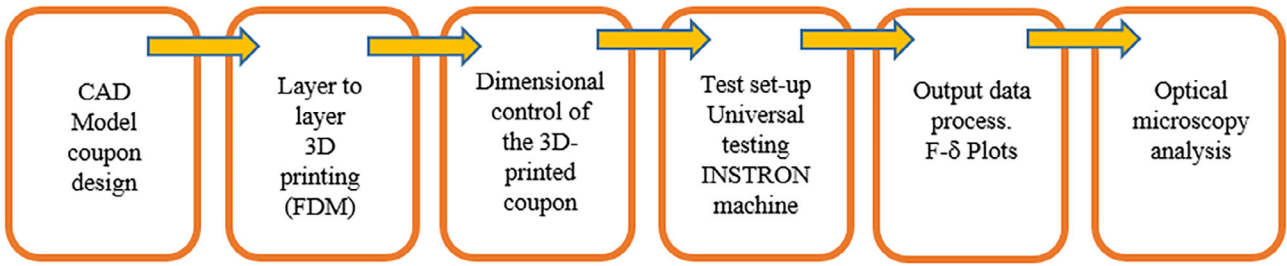 CAD
Model
coupon
design
Layer to
layer
3D
printing
(FDM)
Dimensional
control of
the 3D-
printed
coupon
Test set-up
Universal
testing
INSTRON
machine
Output data
process.
F-δ Plots
Optical
microscopy
analysis